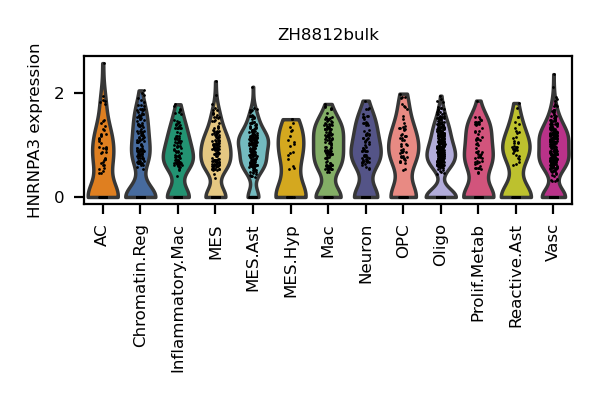 ZH8812bulk
HNRNPA3 expression
2
0
AC
Chromatin.Reg
Inflammatory.Mac
MES
MES.Ast
MES.Hyp
Mac
Neuron
OPC
Oligo
Prolif.Metab
Reactive.Ast
Vasc